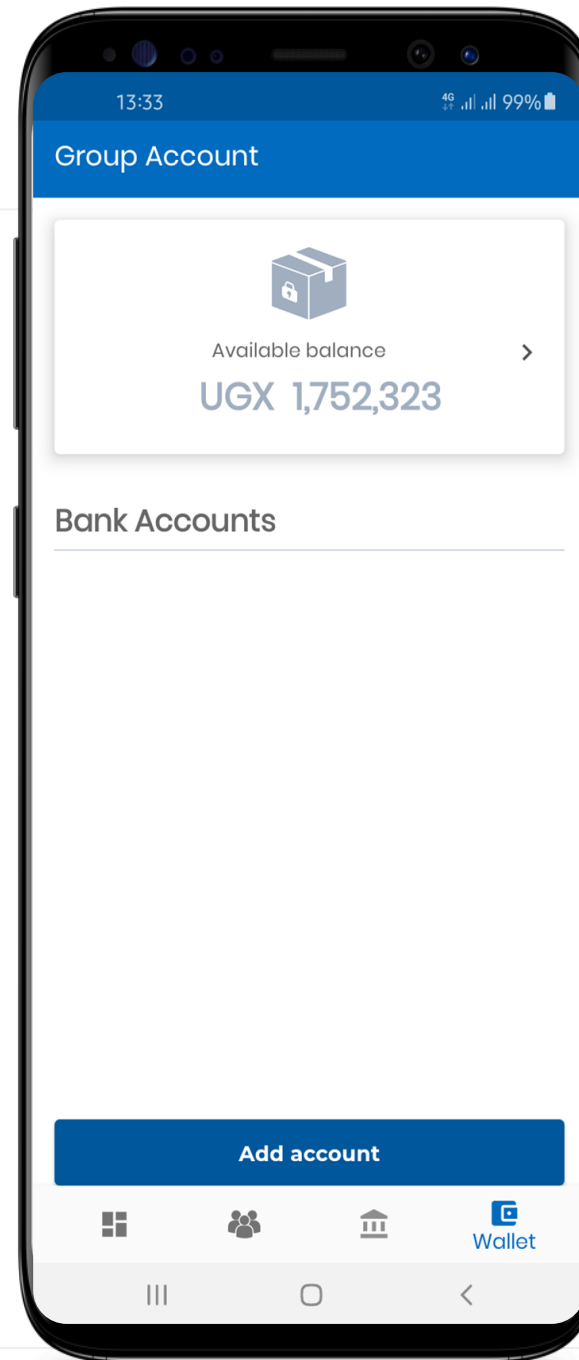 13:33 4G 99%
Group Account
Available balance
UGX 1,752,323
Bank Accounts
Add account
Wallet